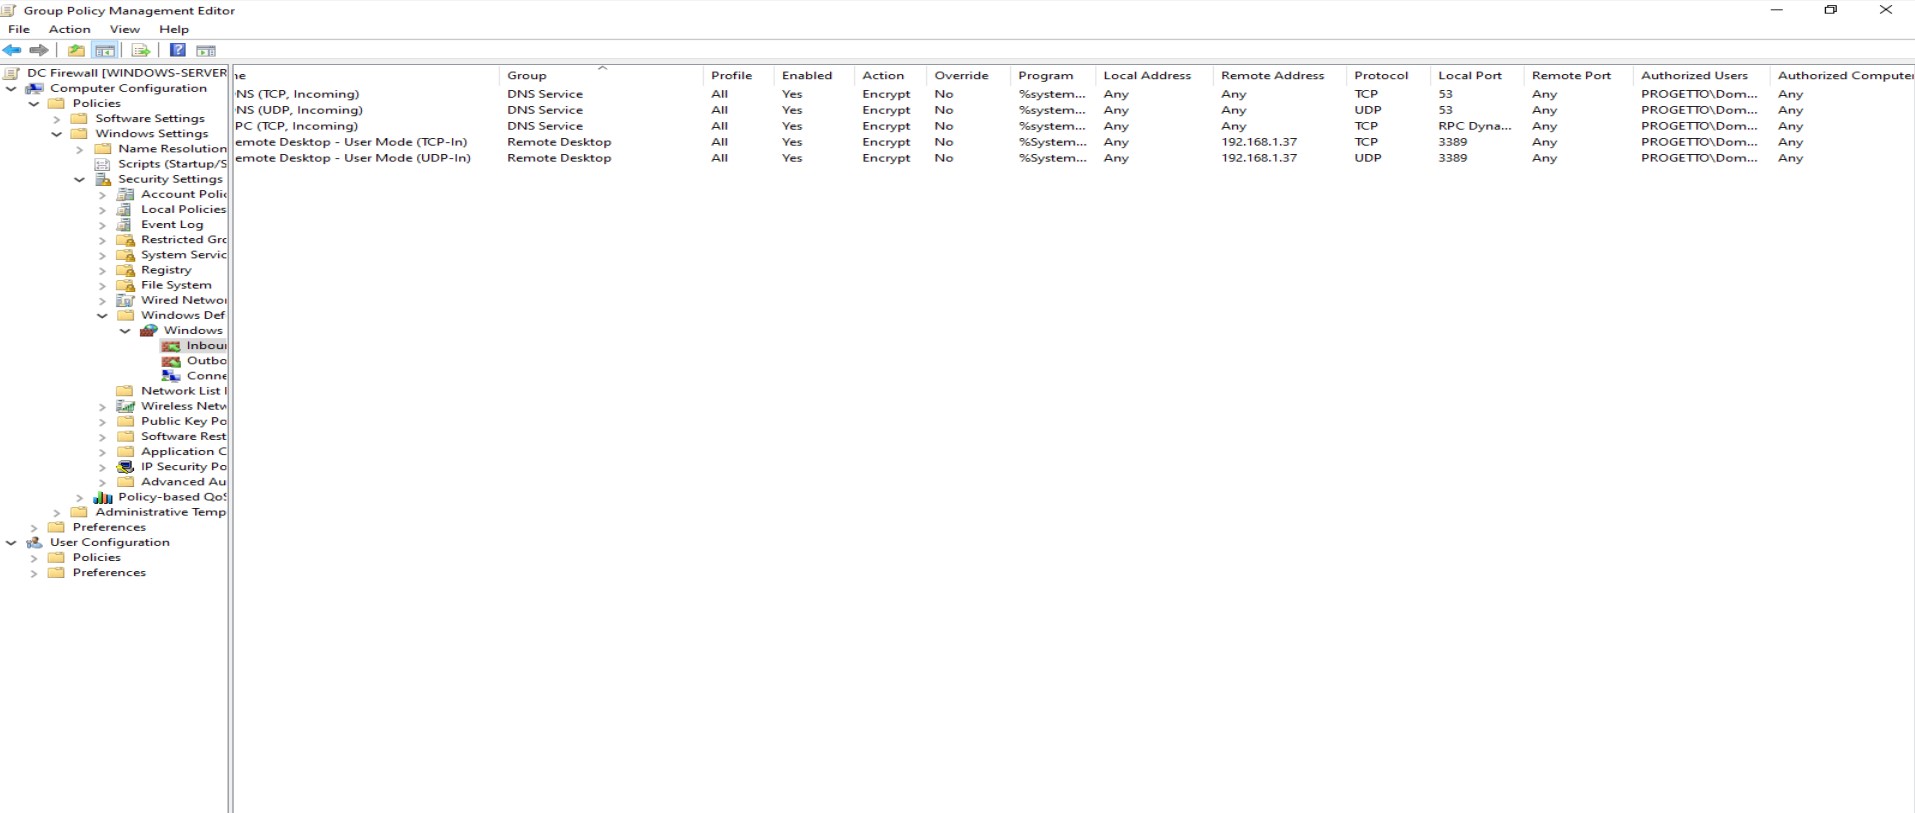 Group Policy Management Editor
File Action View Help
DC Firewall [WINDOWS-SERVER
Computer Configuration
Policies
Software Settings
Windows Settings
Name Resolution
Scripts (Startup/S
Security Settings
Account Polic
Local Policies
Event Log
Restricted Gro
System Servic
Registry
File System
Wired Networ
Windows Def
Windows
Inbour
Outbo
Conne
Network List
Wireless Netw
Public Key Po
Software Rest
Application C
IP Security Po
Advanced Au
Policy-based QoS
Administrative Temp
Preferences
User Configuration
Policies
Preferences
ne Group Profile Enabled Action Override Program Local Address Remote Address Protocol Local Port Remote Port Authorized Users Authorized Computer
NS (TCP, Incoming) DNS Service All Yes Encrypt No %system... Any Any TCP 53 Any PROGETTO\Dom... Any
NS (UDP, Incoming) DNS Service All Yes Encrypt No %system... Any Any UDP 53 Any PROGETTO\Dom... Any
PC (TCP, Incoming) DNS Service All Yes Encrypt No %system... Any Any TCP RPC Dyna... Any PROGETTO\Dom... Any
emote Desktop - User Mode (TCP-In) Remote Desktop All Yes Encrypt No %System... Any 192.168.1.37 TCP 3389 Any PROGETTO\Dom... Any
emote Desktop - User Mode (UDP-In) Remote Desktop All Yes Encrypt No %System... Any 192.168.1.37 UDP 3389 Any PROGETTO\Dom... Any